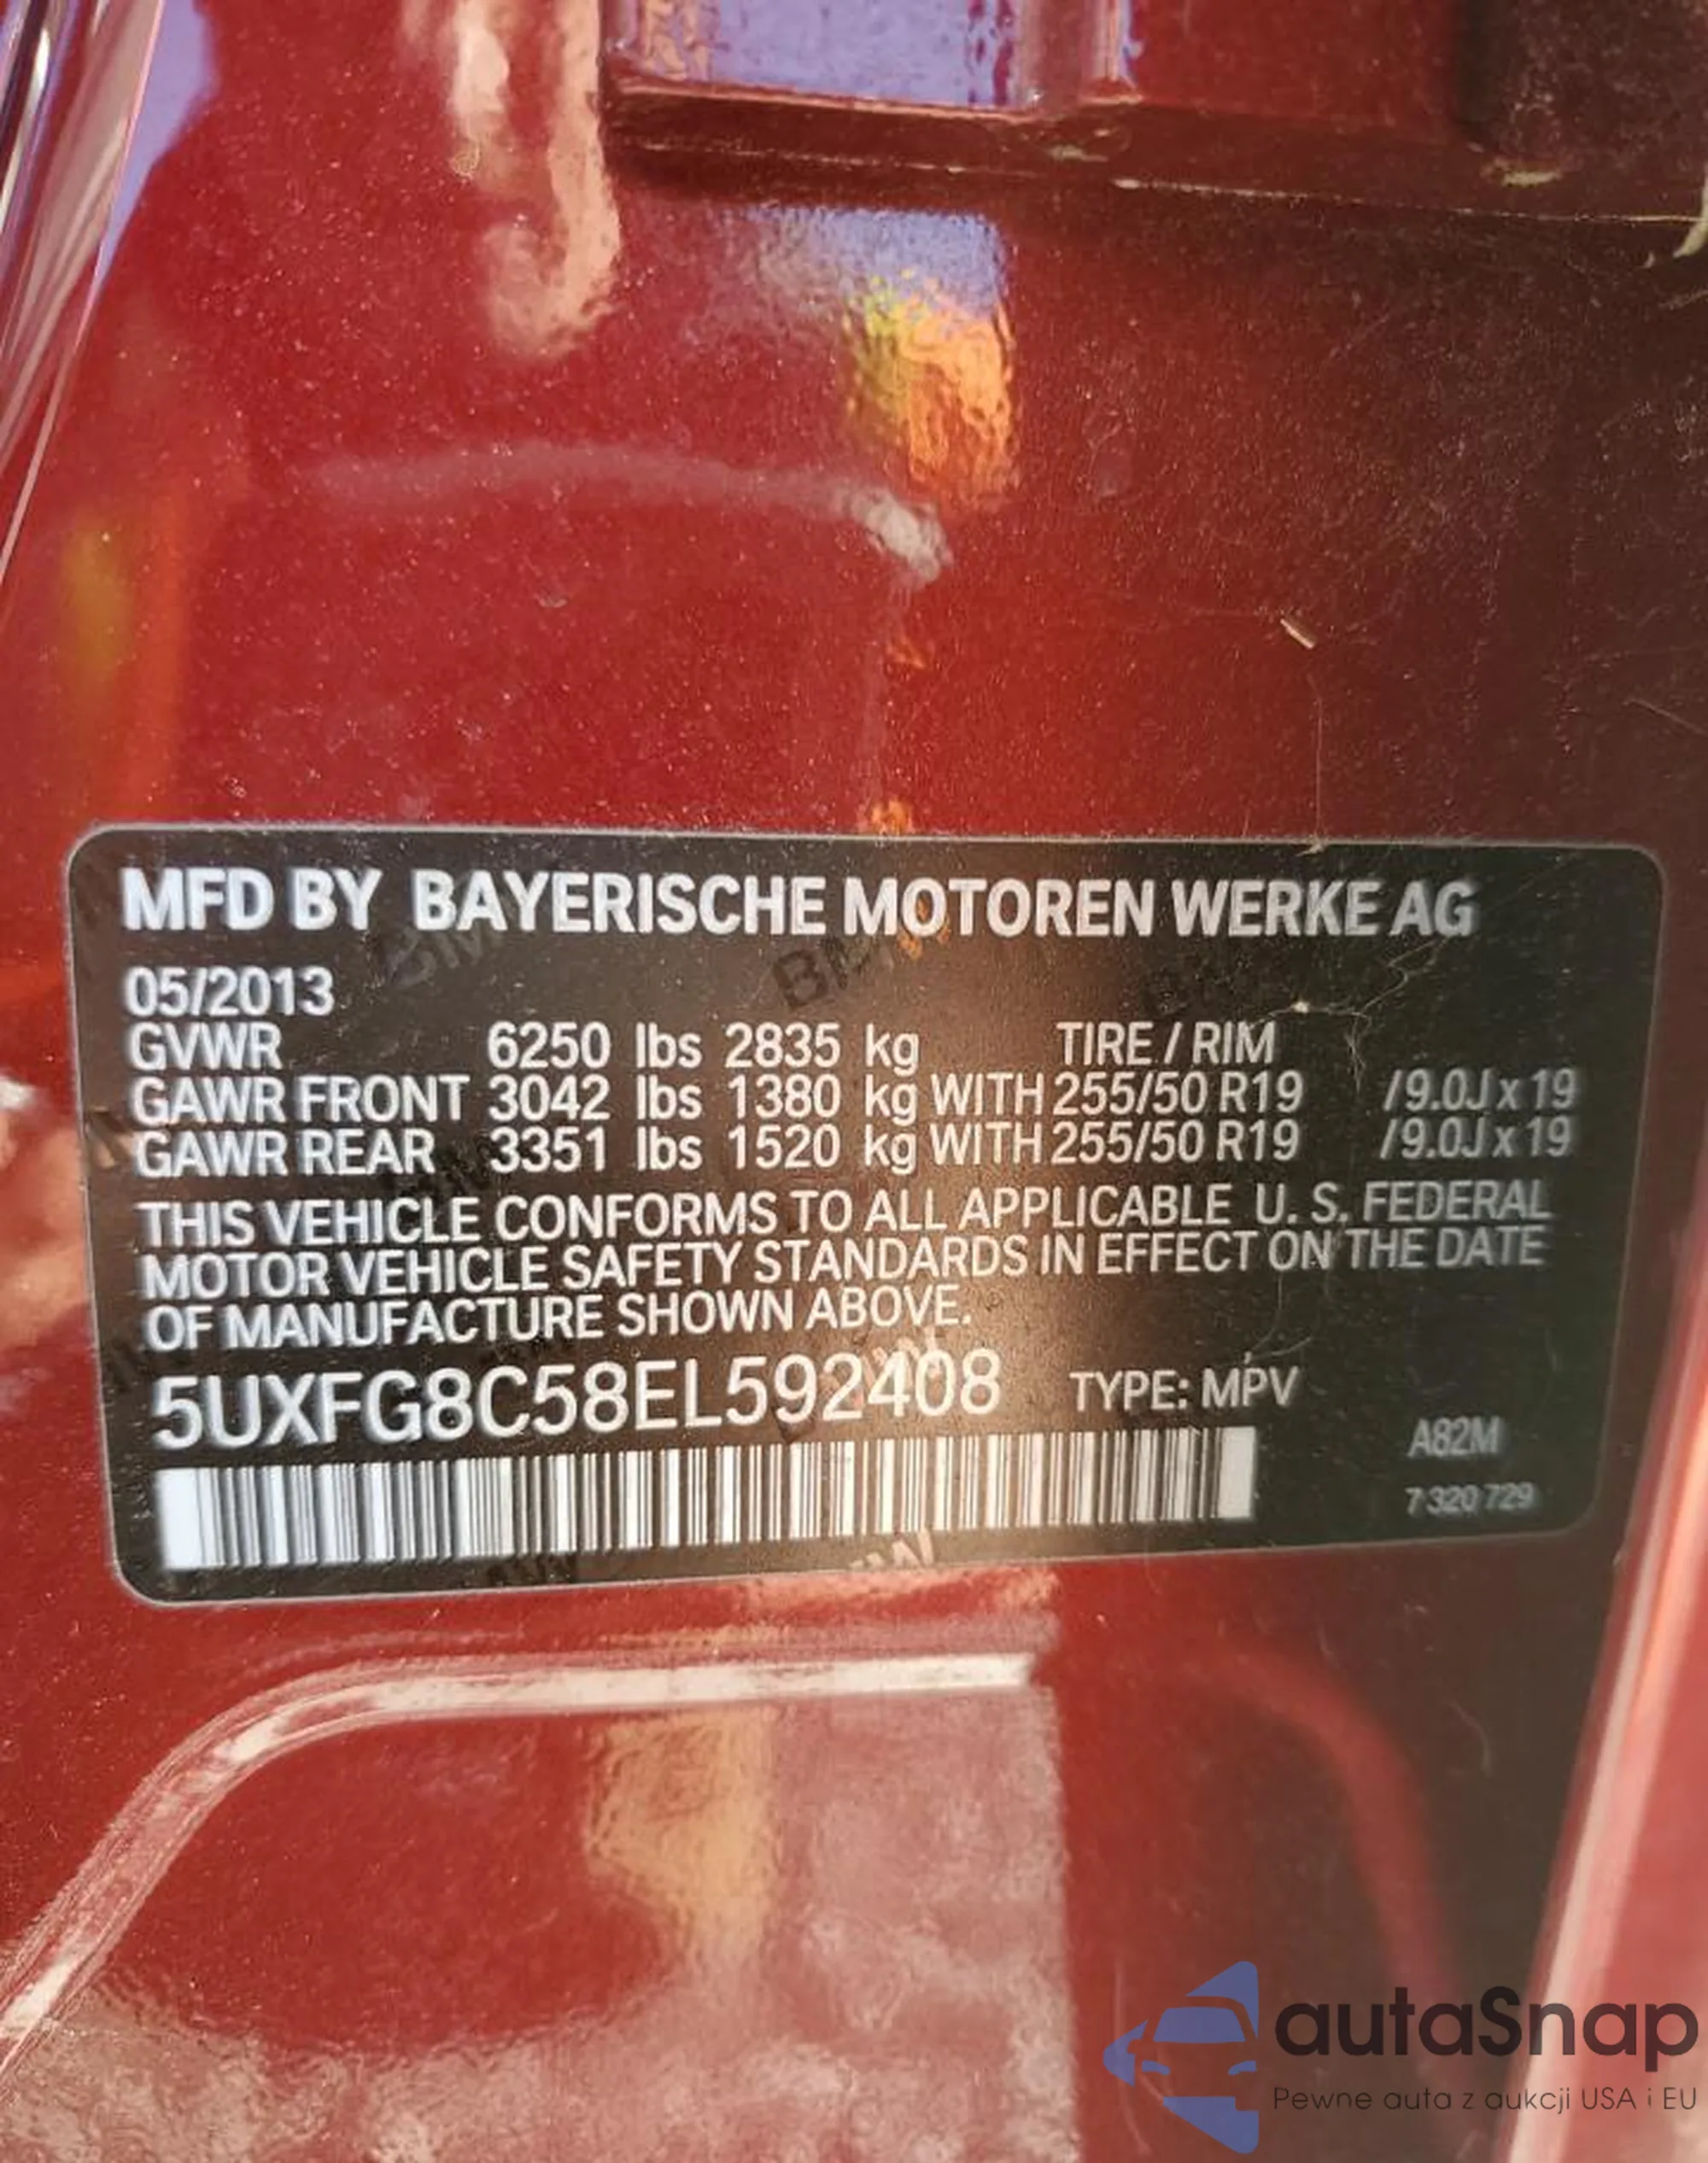 MFD BY BAYERISCHE MOTOREN WERKE AG
05/2013
GVWR 6250 lbs 2835 kg TIRE / RIM
GAWR FRONT 3042 lbs 1380 kg WITH 255/50 R19 /9.0J x 19
GAWR REAR 3351 lbs 1520 kg WITH 255/50 R19 /9.0J x 19
THIS VEHICLE CONFORMS TO ALL APPLICABLE U. S. FEDERAL
MOTOR VEHICLE SAFETY STANDARDS IN EFFECT ON THE DATE
OF MANUFACTURE SHOWN ABOVE.
5UXFG8C58EL592408 TYPE: MPV
A82M
7 320 729
autaSnap
Pewne auta z aukcji USA i EU